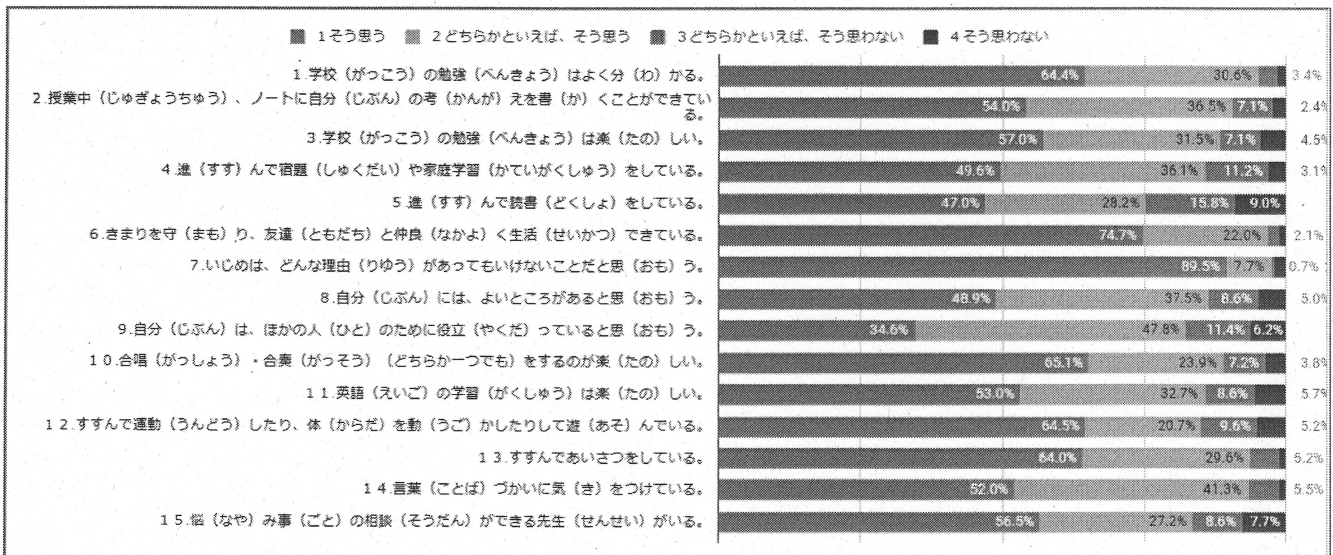 1そう思う 2どちらかといえば、そう思う 3どちらかといえば、そう思わない 4そう思わない
1.学校（がっこう）の勉強（べんきょう）はよく分（わ）かる。 64.4% 30.6% 3.4%
2.授業中（じゅぎょうちゅう）、ノートに自分（じぶん）の考（かんが）えを書（か）くことができてい
る。 54.0% 36.5% 7.1% 2.4%
3.学校（がっこう）の勉強（べんきょう）は楽（たの）しい。 57.0% 31.5% 7.1% 4.5%
4.進（すす）んで宿題（しゅくだい）や家庭学習（かていがくしゅう）をしている。 49.6% 36.1% 11.2% 3.1%
5.進（すす）んで読書（どくしょ）をしている。 47.0% 28.2% 15.8% 9.0%
6.きまりを守（まも）り、友達（ともだち）と仲良（なかよ）く生活（せいかつ）できている。 74.7% 22.0% 2.1%
7.いじめは、どんな理由（りゆう）があってもいけないことだと思（おも）う。 89.5% 7.7% 0.7%
8.自分（じぶん）には、よいところがあると思（おも）う。 48.9% 37.5% 8.6% 5.0%
9.自分（じぶん）は、ほかの人（ひと）のために役立（やくだ）っていると思（おも）う。 34.6% 47.8% 11.4% 6.2%
10.合唱（がっしょう）・合奏（がっそう）（どちらか一つでも）をするのが楽（たの）しい。 65.1% 23.9% 7.2% 3.8%
11.英語（えいご）の学習（がくしゅう）は楽（たの）しい。 53.0% 32.7% 8.6% 5.7%
12.すすんで運動（うんどう）したり、体（からだ）を動（うご）かしたりして遊（あそ）んでいる。 64.5% 20.7% 9.6% 5.2%
13.すすんであいさつをしている。 64.0% 29.6% 5.2%
14.言葉（ことば）づかいに気（き）をつけている。 52.0% 41.3% 5.5%
15.悩（なや）み事（ごと）の相談（そうだん）ができる先生（せんせい）がいる。 56.5% 27.2% 8.6% 7.7%